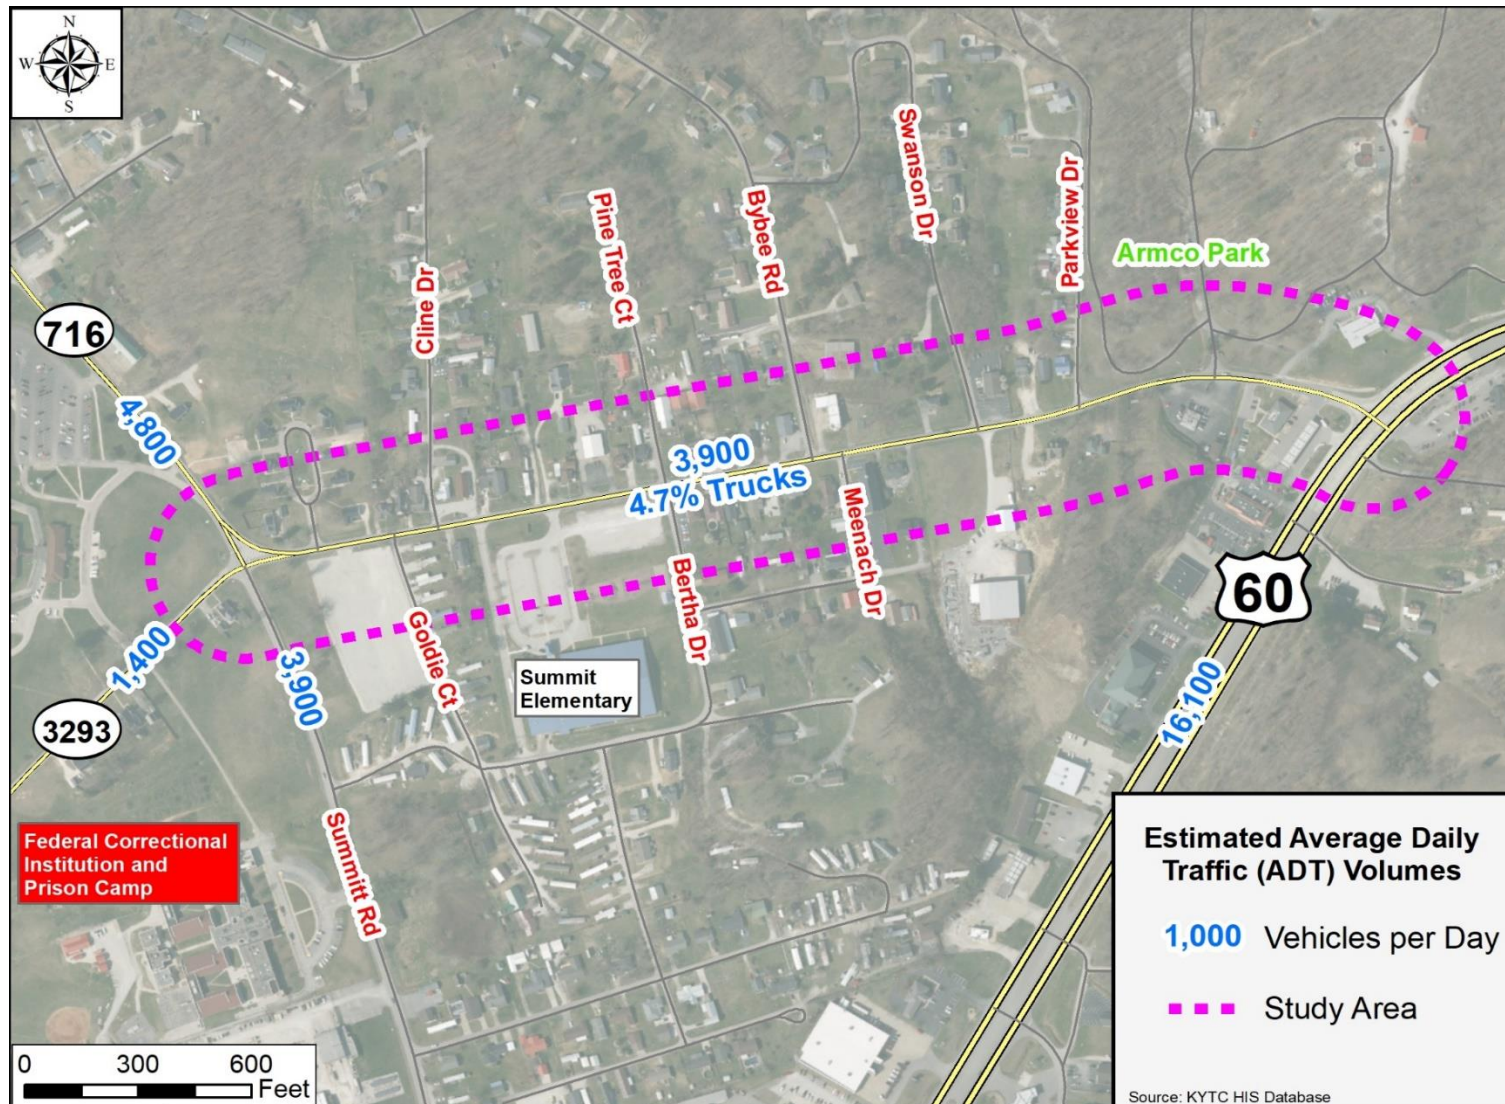 N
W E
S
Swanson Dr
Parkview Dr
Pine Tree Ct
Bybee Rd
Armco Park
Cline Dr
716
4,800
3,900
4.7% Trucks
Meenach Dr
Bertha Dr
60
Goldie Ct
1,400
3,900
Summit
Elementary
16,100
3293
Summitt Rd
Federal Correctional
Institution and
Prison Camp
Estimated Average Daily
Traffic (ADT) Volumes
1,000 Vehicles per Day
Study Area
Source: KYTC HIS Database
0 300 600
Feet